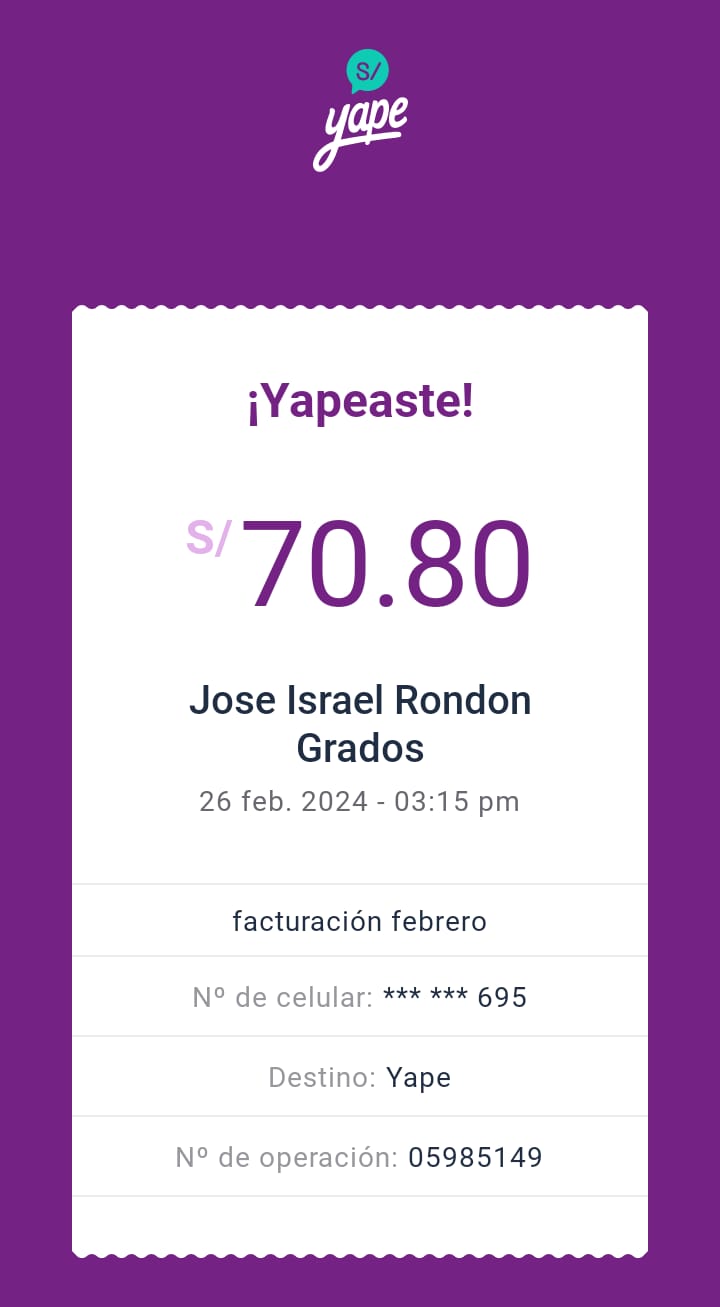 S/
yape
¡Yapeaste!
S/70.80
Jose Israel Rondon
Grados
26 feb. 2024 - 03:15 pm
facturación febrero
Nº de celular: *** *** 695
Destino: Yape
Nº de operación: 05985149